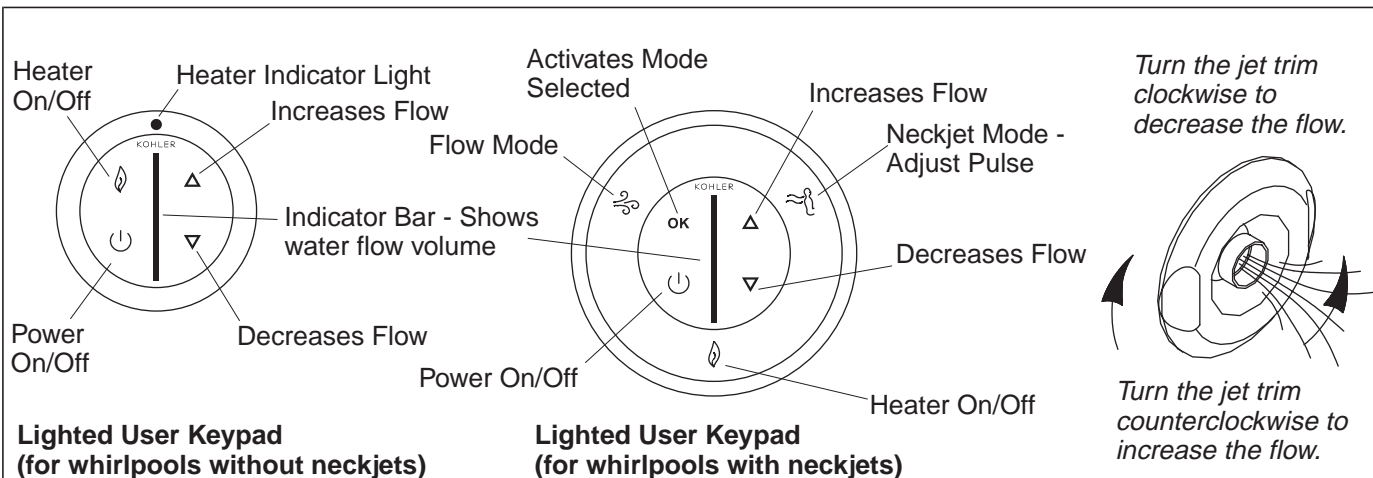 Heater
On/Off
Heater Indicator Light
Increases Flow
KOHLER
Indicator Bar - Shows
water flow volume
Power
On/Off
Decreases Flow
Lighted User Keypad
(for whirlpools without neckjets)
Activates Mode
Selected
Increases Flow
Flow Mode
Neckjet Mode -
Adjust Pulse
KOHLER
OK
Decreases Flow
Power On/Off
Heater On/Off
Lighted User Keypad
(for whirlpools with neckjets)
Turn the jet trim
clockwise to
decrease the flow.
Turn the jet trim
counterclockwise to
increase the flow.